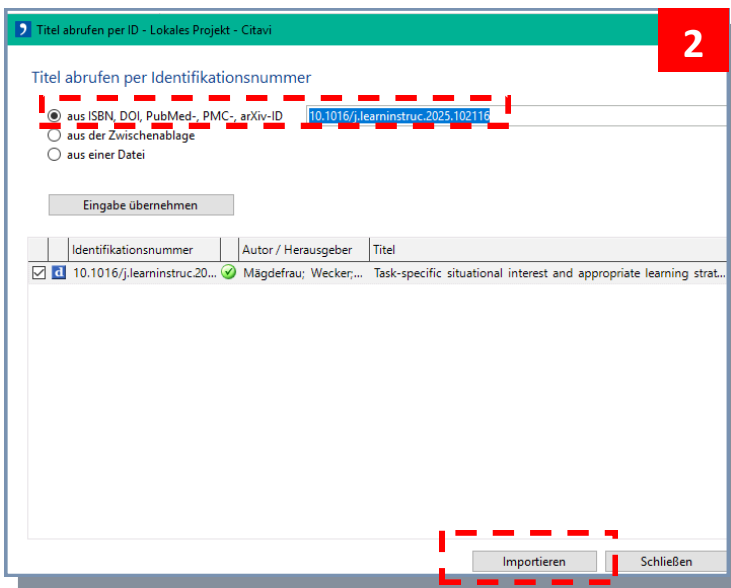 Titel abrufen per ID - Lokales Projekt - Citavi
2
Titel abrufen per Identifikationsnummer
aus ISBN, DOI, PubMed-, PMC-, arXiv-ID 10.1016/j.learninstruc.2025.102116
aus der Zwischenablage
aus einer Datei
Eingabe übernehmen
Identifikationsnummer Autor / Herausgeber Titel
d 10.1016/j.learninstruc.20... Mägdefrau; Wecker;... Task-specific situational interest and appropriate learning strat...
Importieren Schließen